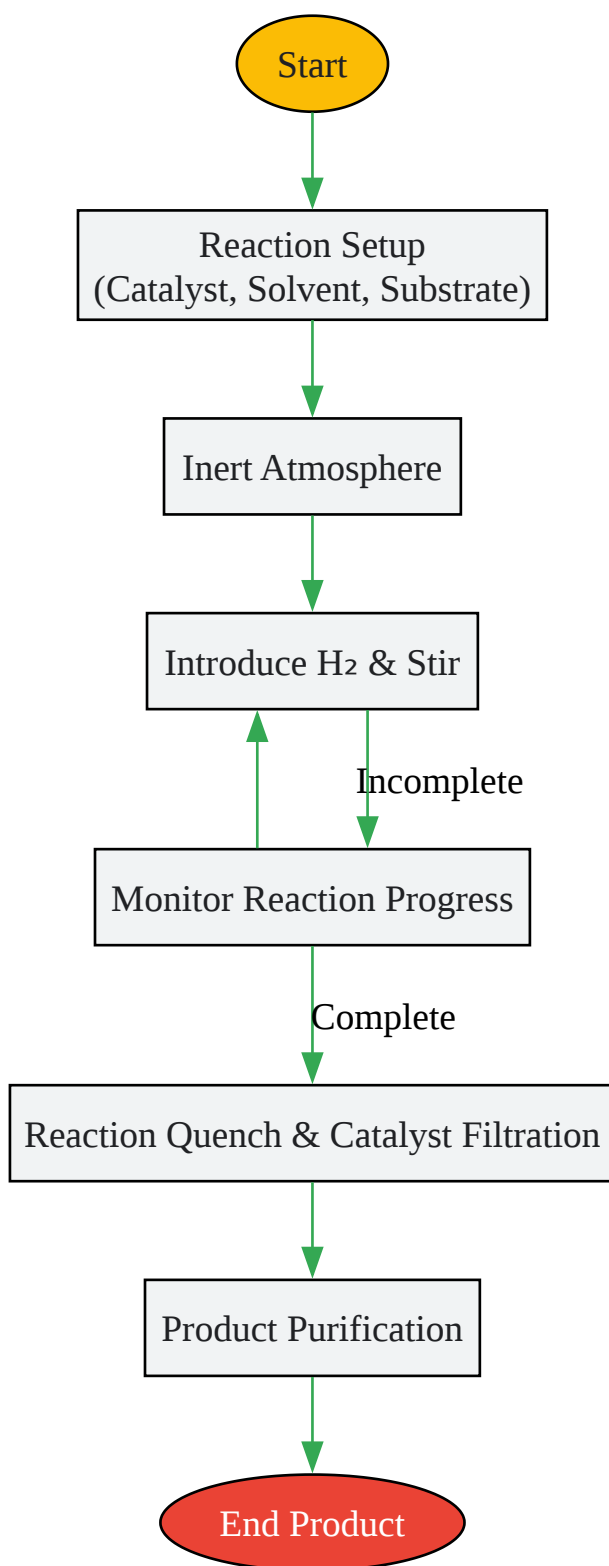 Start
Reaction Setup
(Catalyst, Solvent, Substrate)
Inert Atmosphere
Introduce H₂ & Stir
Incomplete
Monitor Reaction Progress
Complete
Reaction Quench & Catalyst Filtration
Product Purification
End Product